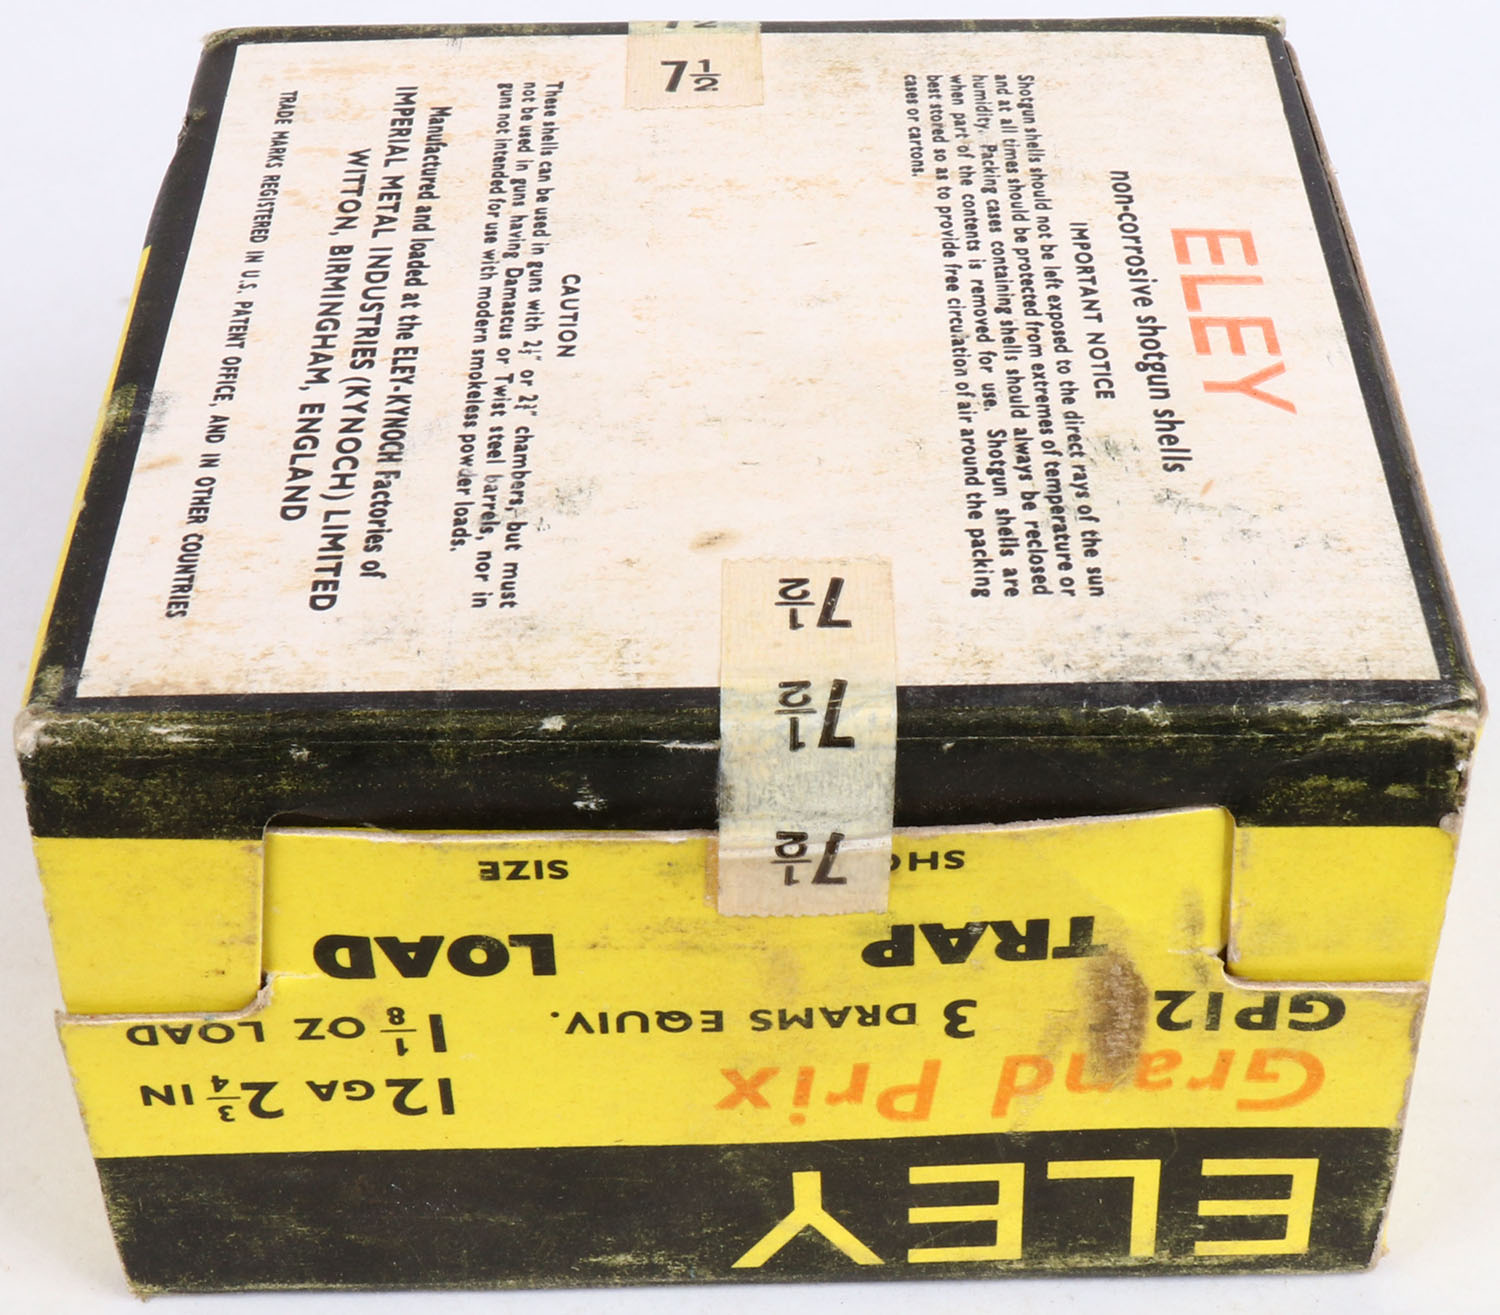 ELEY
non-corrosive shotgun shells
IMPORTANT NOTICE
Shotgun shells should not be left exposed to the direct rays of the sun
and at all times should be protected from extremes of temperature or
humidity. Packing cases containing shells should always be reclosed
when part of the contents is removed for use. Shotgun shells are
best stored so as to provide free circulation of air around the packing
cases or cartons.
CAUTION
These shells can be used in guns with 2½" or 2¾" chambers, but must
not be used in guns having Damascus or Twist steel barrels, nor in
guns not intended for use with modern smokeless powder loads.
Manufactured and loaded at the ELEY-KYNOCH Factories of
IMPERIAL METAL INDUSTRIES (KYNOCH) LIMITED
WITTON, BIRMINGHAM, ENGLAND
TRADE MARKS REGISTERED IN U.S. PATENT OFFICE, AND IN OTHER COUNTRIES
7½
7½
7½
7½
ELEY
Grand Prix 12 GA 2¾ IN
GP12 3 DRAMS EQUIV. 1⅛ OZ LOAD
TRAP LOAD
SIZE